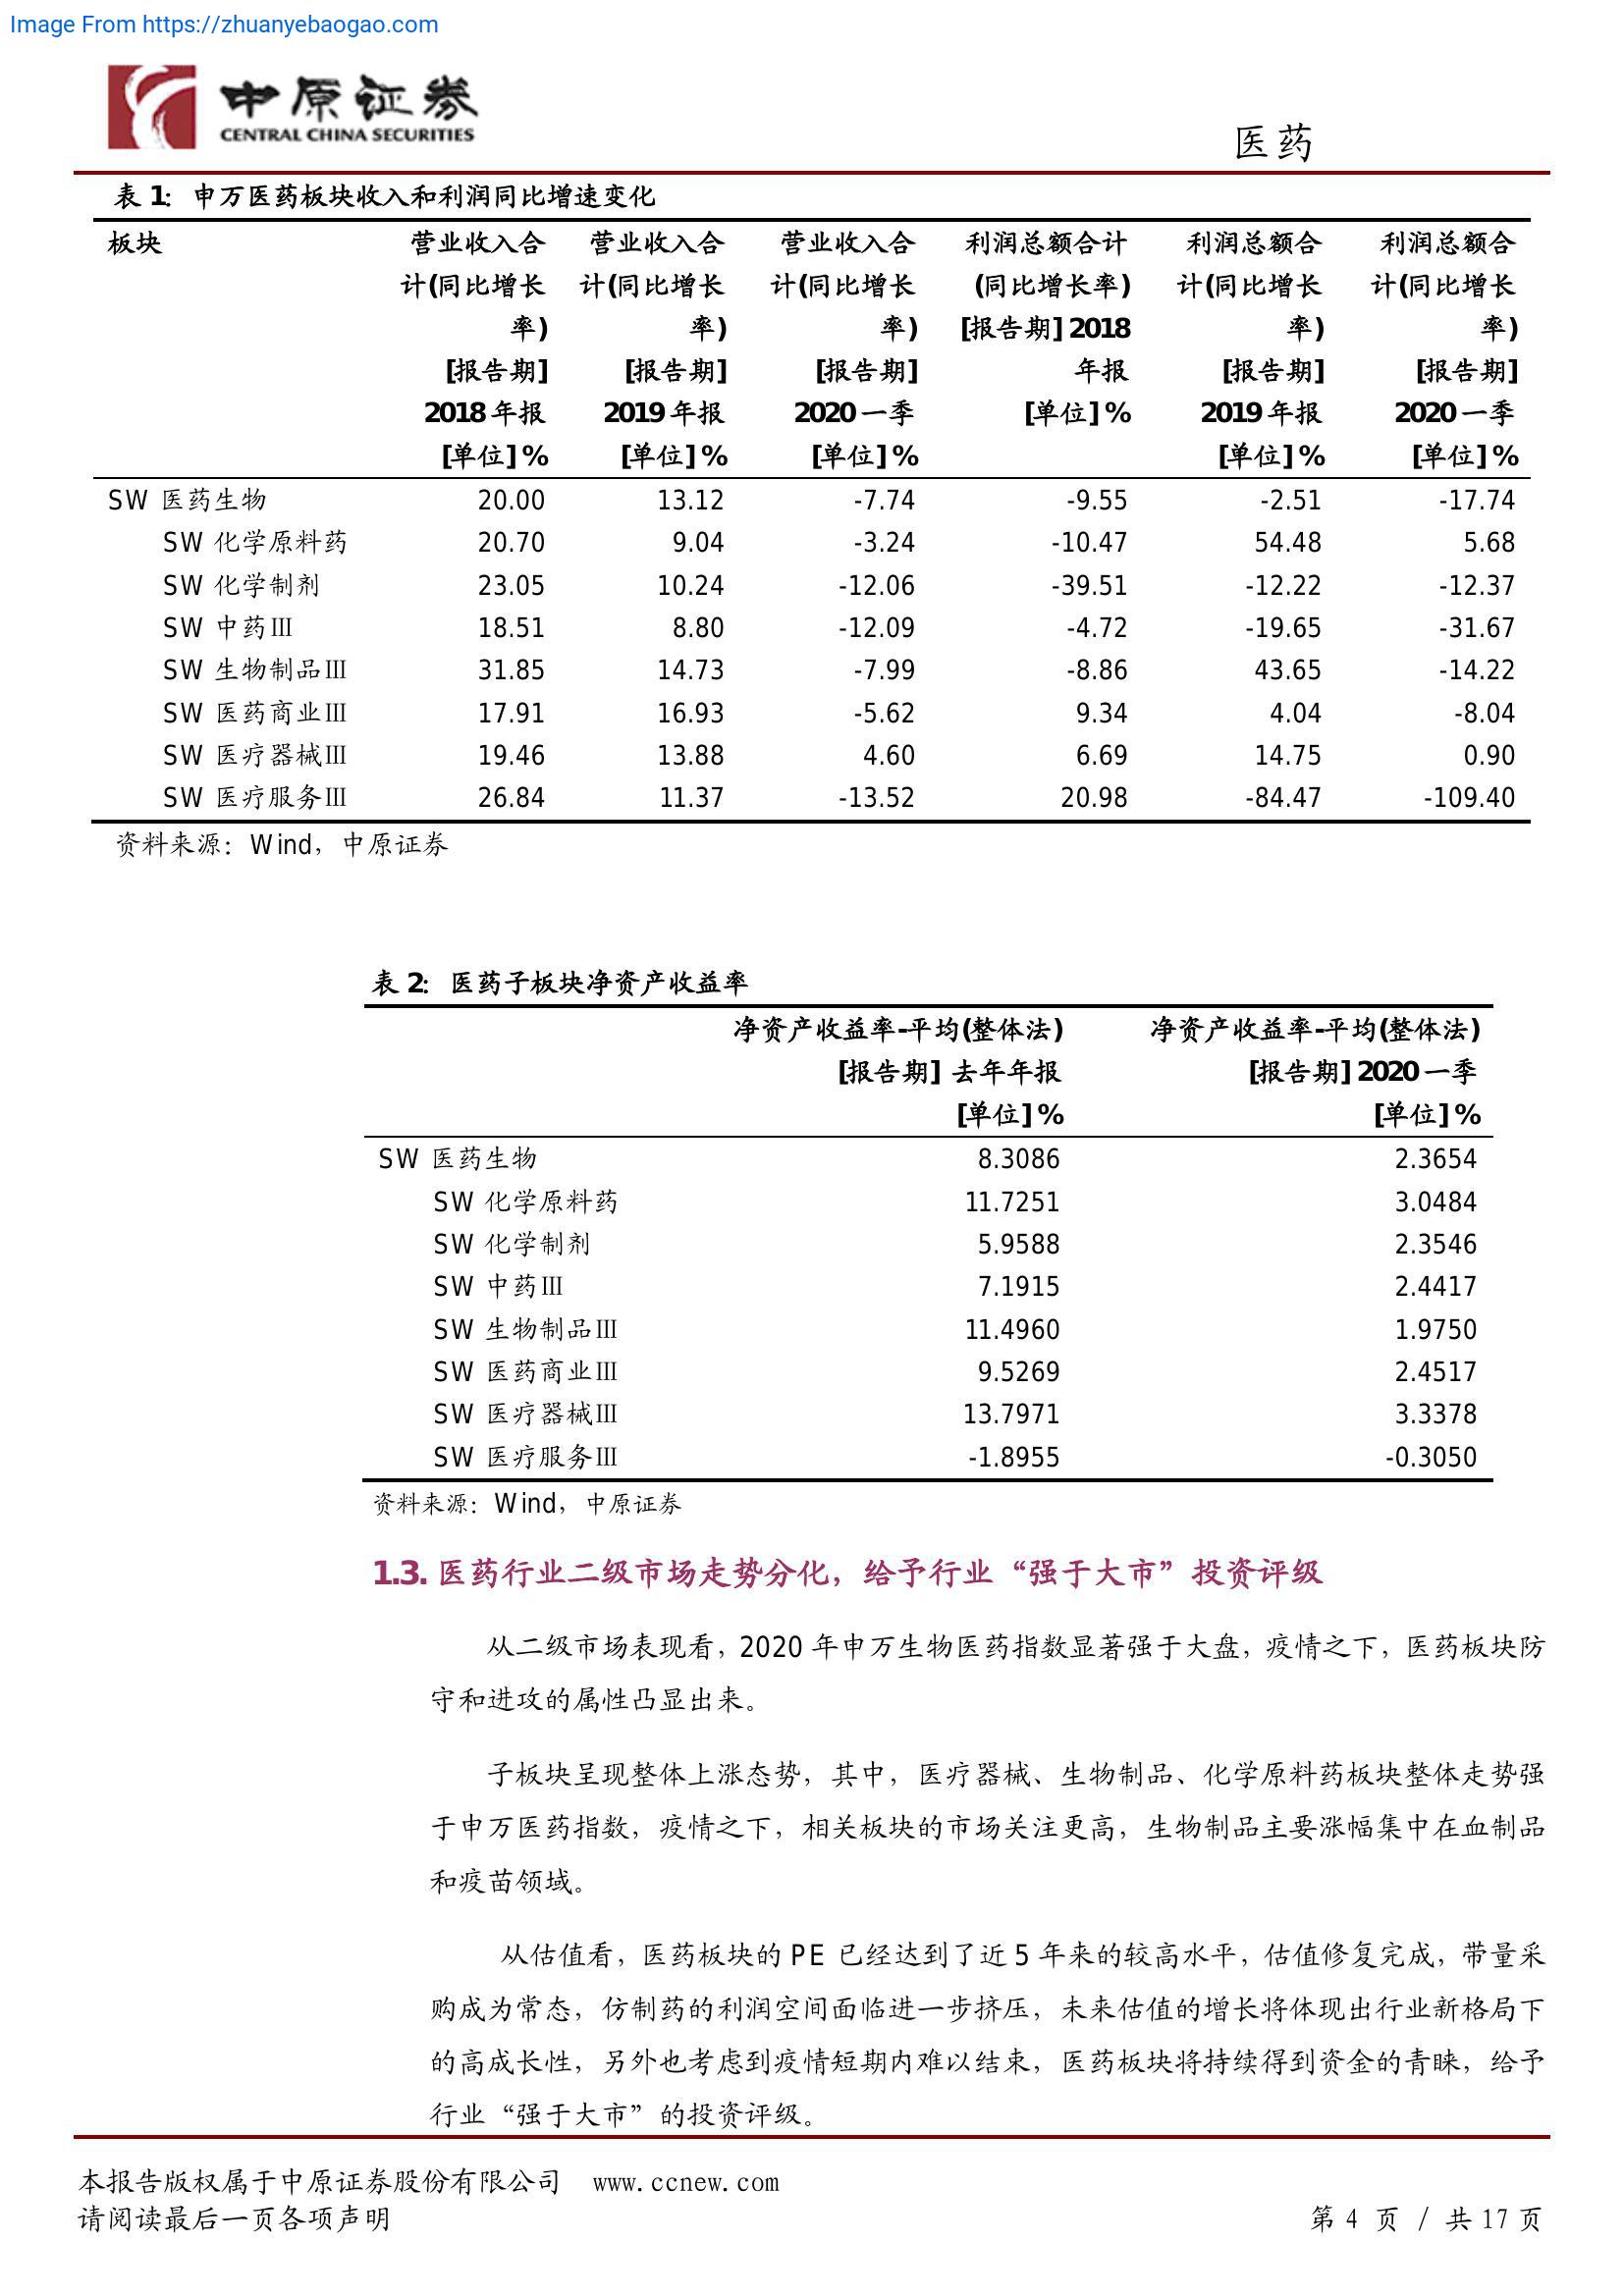 Image From https://zhuanyebaogao.com
中原证券
CENTRAL CHINA SECURITIES
医药
表 1: 申万医药板块收入和利润同比增速变化
板块 营业收入合 营业收入合 营业收入合 利润总额合计 利润总额合 利润总额合
计(同比增长 计(同比增长 计(同比增长 (同比增长率) 计(同比增长 计(同比增长
率) 率) 率) [报告期] 2018 率) 率)
[报告期] [报告期] [报告期] 年报 [报告期] [报告期]
2018 年报 2019 年报 2020 一季 [单位] % 2019 年报 2020 一季
[单位] % [单位] % [单位] % [单位] % [单位] %
SW 医药生物 20.00 13.12 -7.74 -9.55 -2.51 -17.74
SW 化学原料药 20.70 9.04 -3.24 -10.47 54.48 5.68
SW 化学制剂 23.05 10.24 -12.06 -39.51 -12.22 -12.37
SW 中药Ⅲ 18.51 8.80 -12.09 -4.72 -19.65 -31.67
SW 生物制品Ⅲ 31.85 14.73 -7.99 -8.86 43.65 -14.22
SW 医药商业Ⅲ 17.91 16.93 -5.62 9.34 4.04 -8.04
SW 医疗器械Ⅲ 19.46 13.88 4.60 6.69 14.75 0.90
SW 医疗服务Ⅲ 26.84 11.37 -13.52 20.98 -84.47 -109.40
资料来源：Wind，中原证券
表 2: 医药子板块净资产收益率
净资产收益率-平均(整体法) 净资产收益率-平均(整体法)
[报告期] 去年年报 [报告期] 2020 一季
[单位] % [单位] %
SW 医药生物 8.3086 2.3654
SW 化学原料药 11.7251 3.0484
SW 化学制剂 5.9588 2.3546
SW 中药Ⅲ 7.1915 2.4417
SW 生物制品Ⅲ 11.4960 1.9750
SW 医药商业Ⅲ 9.5269 2.4517
SW 医疗器械Ⅲ 13.7971 3.3378
SW 医疗服务Ⅲ -1.8955 -0.3050
资料来源：Wind，中原证券
1.3. 医药行业二级市场走势分化，给予行业“强于大市”投资评级
从二级市场表现看，2020 年申万生物医药指数显著强于大盘，疫情之下，医药板块防
守和进攻的属性凸显出来。
子板块呈现整体上涨态势，其中，医疗器械、生物制品、化学原料药板块整体走势强
于申万医药指数，疫情之下，相关板块的市场关注更高，生物制品主要涨幅集中在血制品
和疫苗领域。
从估值看，医药板块的 PE 已经达到了近 5 年来的较高水平，估值修复完成，带量采
购成为常态，仿制药的利润空间面临进一步挤压，未来估值的增长将体现出行业新格局下
的高成长性，另外也考虑到疫情短期内难以结束，医药板块将持续得到资金的青睐，给予
行业“强于大市”的投资评级。
本报告版权属于中原证券股份有限公司 www.ccnew.com
请阅读最后一页各项声明 第 4 页 / 共 17 页